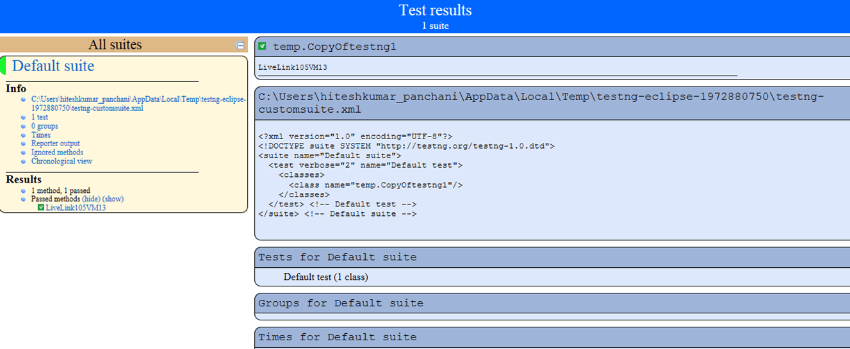 Test results
1 suite
All suites
Default suite
Info
C:\Users\hiteshkumar_panchani\AppData\Local\Temp\testng-eclipse-
1972880750\testng-customsuite.xml
1 test
0 groups
Times
Reporter output
Ignored methods
Chronological view
Results
1 method, 1 passed
Passed methods (hide) (show)
LiveLink105VM13
temp.CopyOftestng1
LiveLink105VM13
C:\Users\hiteshkumar_panchani\AppData\Local\Temp\testng-eclipse-1972880750\testng-
customsuite.xml
<?xml version="1.0" encoding="UTF-8"?>
<!DOCTYPE suite SYSTEM "http://testng.org/testng-1.0.dtd">
<suite name="Default suite">
<test verbose="2" name="Default test">
<classes>
<class name="temp.CopyOftestng1"/>
</classes>
</test> <!-- Default test -->
</suite> <!-- Default suite -->
Tests for Default suite
Default test (1 class)
Groups for Default suite
Times for Default suite